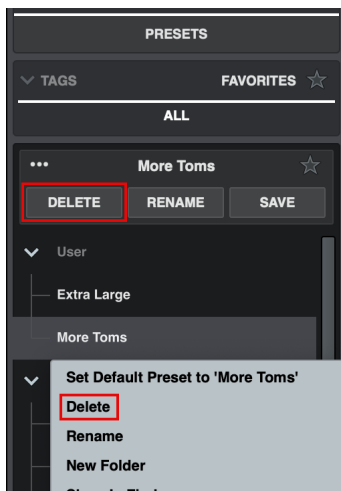 PRESETS
TAGS FAVORITES
ALL
More Toms
DELETE RENAME SAVE
User
Extra Large
More Toms
Set Default Preset to 'More Toms'
Delete
Rename
New Folder